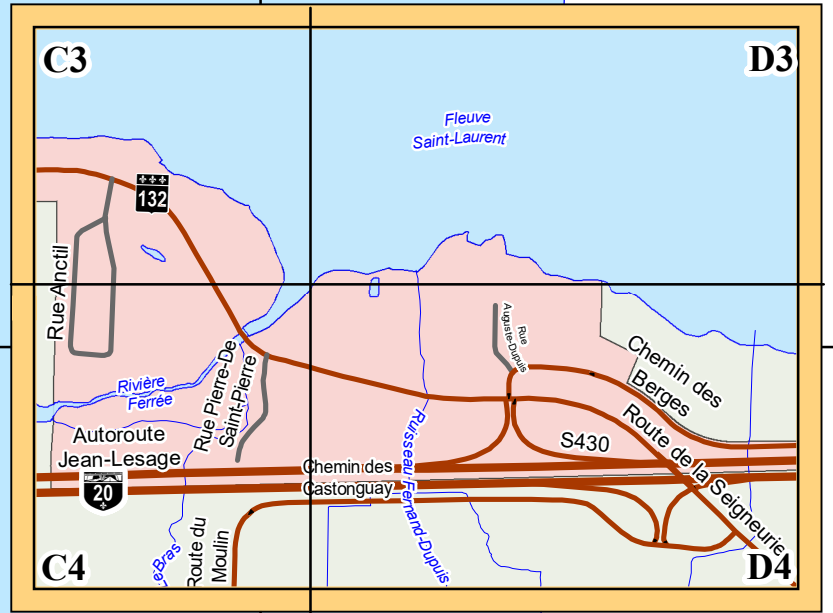 C3
D3
Fleuve
Saint-Laurent
132
Rue Anctil
Rue
Auguste-Dupuis
Chemin des
Berges
Rivière
Ferrée
Rue Pierre-De
Saint-Pierre
Autoroute
Jean-Lesage
20
Chemin des
Castonguay
Ruisseau-Fernand-Dupuis
S430
Route de la Seigneurie
Route du
Moulin
Le Bras
C4
D4